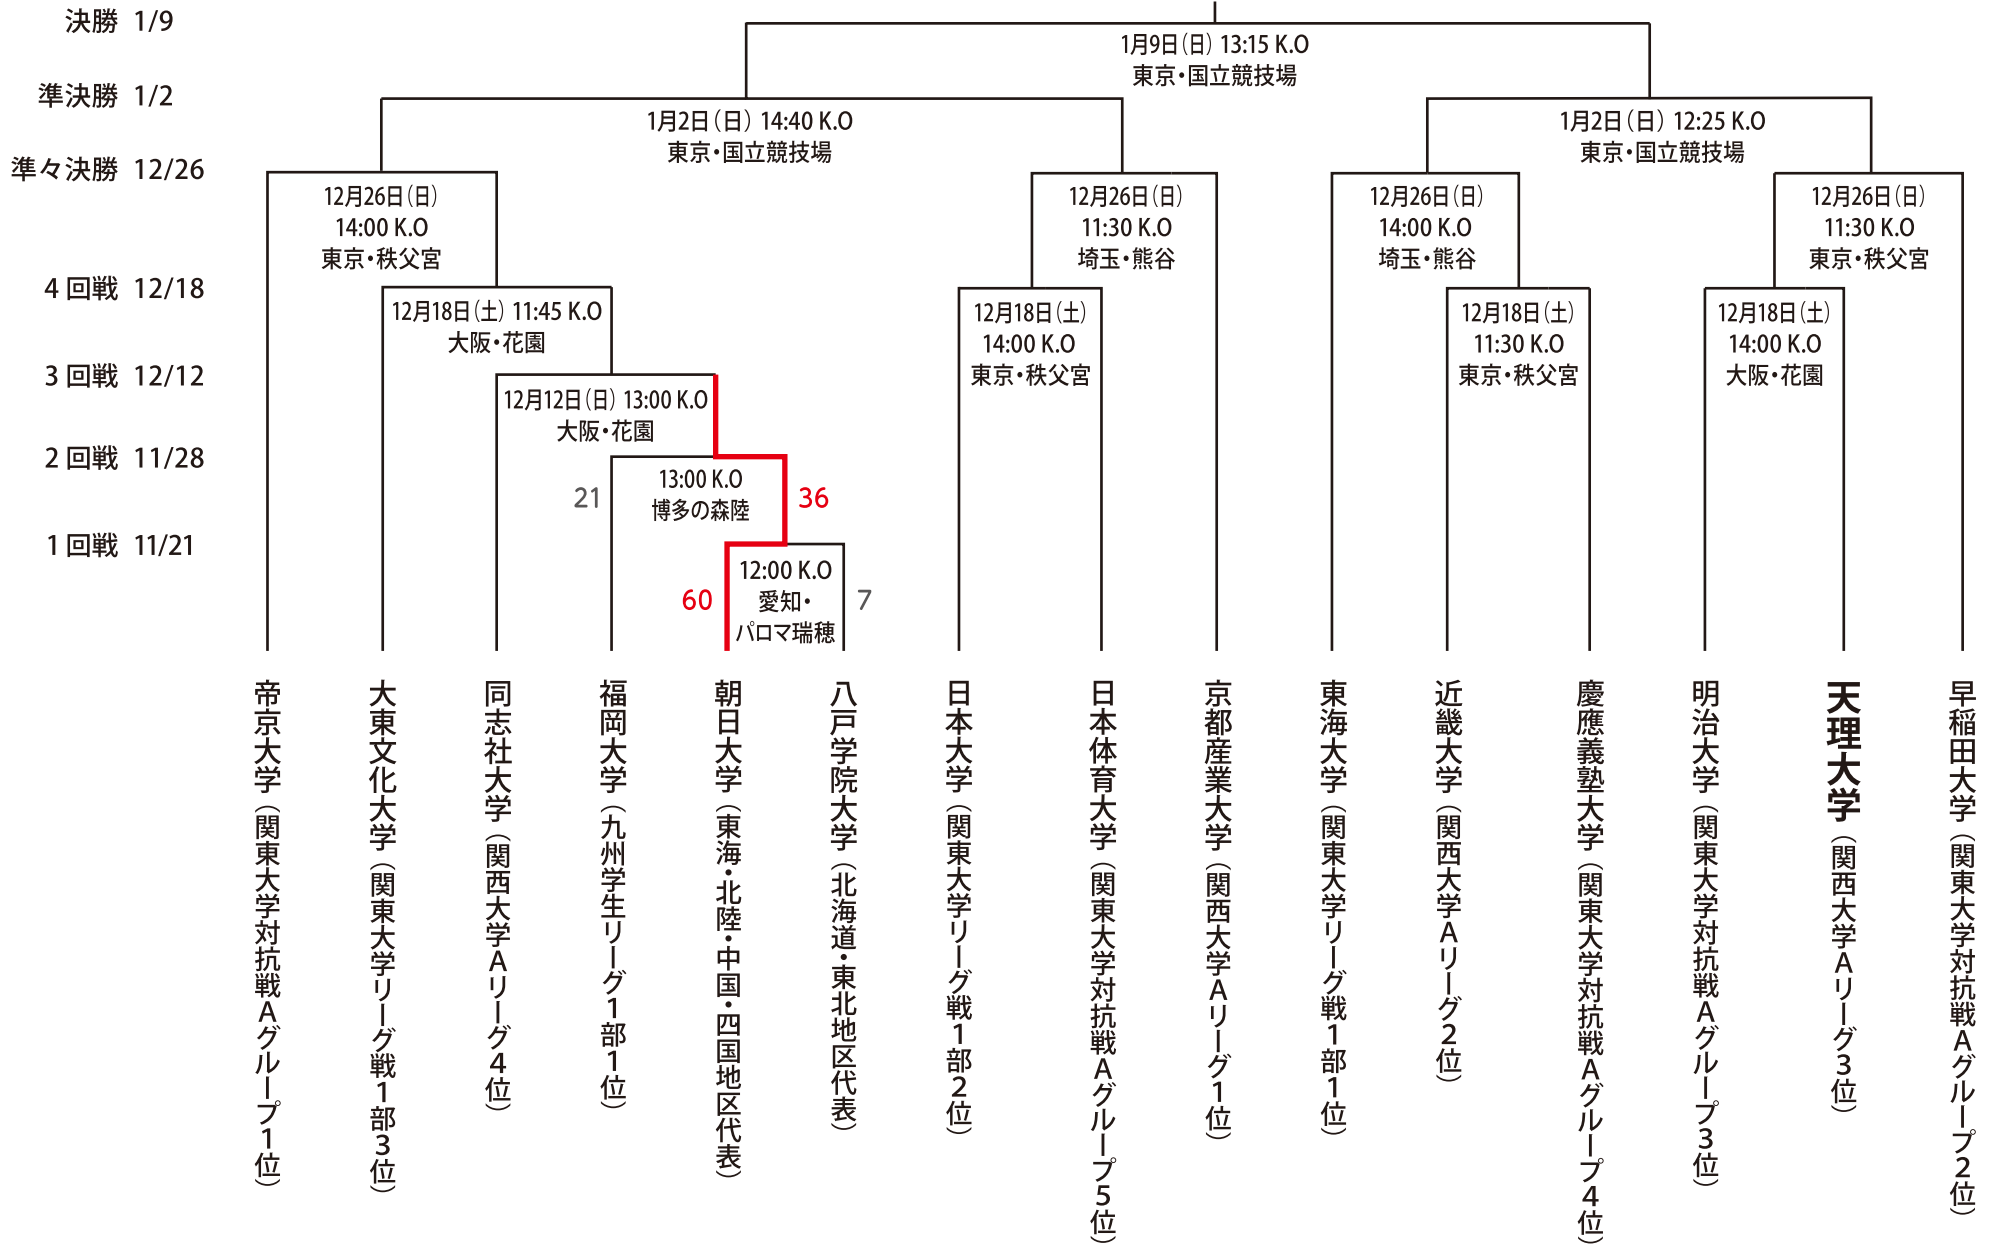 決勝 1/9
1月9日（日）13:15 K.O
東京・国立競技場
準決勝 1/2
1月2日（日）14:40 K.O
東京・国立競技場
1月2日（日）12:25 K.O
東京・国立競技場
準々決勝 12/26
12月26日（日）
14:00 K.O
東京・秩父宮
12月26日（日）
11:30 K.O
埼玉・熊谷
12月26日（日）
14:00 K.O
埼玉・熊谷
12月26日（日）
11:30 K.O
東京・秩父宮
4回戦 12/18
12月18日（土）11:45 K.O
大阪・花園
12月18日（土）
14:00 K.O
東京・秩父宮
12月18日（土）
11:30 K.O
東京・秩父宮
12月18日（土）
14:00 K.O
大阪・花園
3回戦 12/12
12月12日（日）13:00 K.O
大阪・花園
2回戦 11/28
21
13:00 K.O
博多の森陸
36
1回戦 11/21
60
12:00 K.O
愛知・
パロマ瑞穂
7
帝京大学（関東大学対抗戦Aグループ1位）
大東文化大学（関東大学リーグ戦1部3位）
同志社大学（関西大学Aリーグ4位）
福岡大学（九州学生リーグ1部1位）
朝日大学（東海・北陸・中国・四国地区代表）
八戸学院大学（北海道・東北地区代表）
日本大学（関東大学リーグ戦1部2位）
日本体育大学（関東大学対抗戦Aグループ5位）
京都産業大学（関西大学Aリーグ1位）
東海大学（関東大学リーグ戦1部1位）
近畿大学（関西大学Aリーグ2位）
慶應義塾大学（関東大学対抗戦Aグループ4位）
明治大学（関東大学対抗戦Aグループ3位）
天理大学（関西大学Aリーグ3位）
早稲田大学（関東大学対抗戦Aグループ2位）